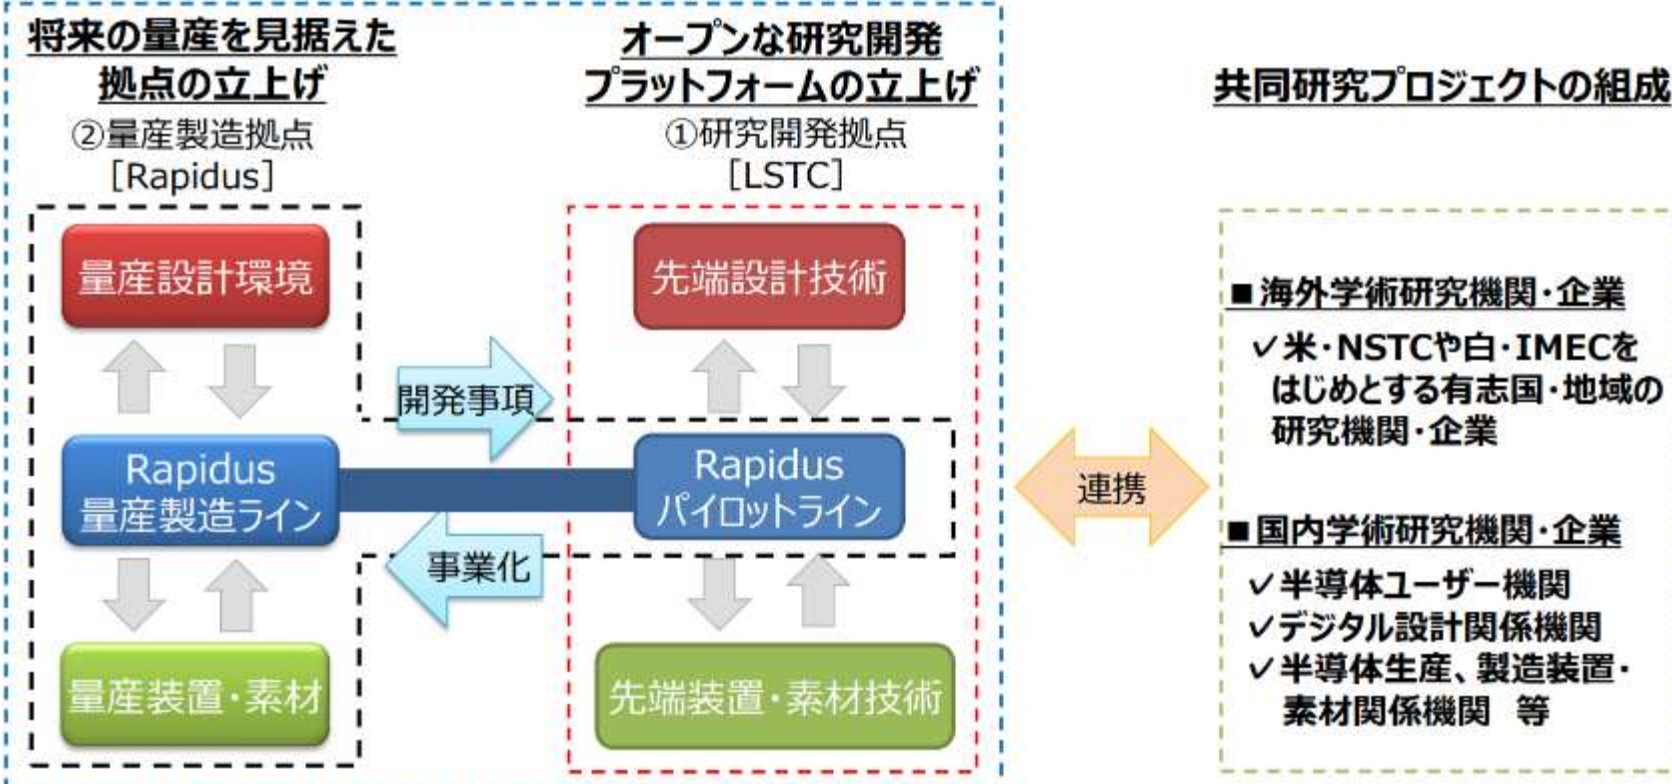 将来の量産を見据えた
拠点の立上げ
②量産製造拠点
[Rapidus]
量産設計環境
Rapidus
量産製造ライン
量産装置・素材
開発事項
事業化
オープンな研究開発
プラットフォームの立上げ
①研究開発拠点
[LSTC]
先端設計技術
Rapidus
パイロットライン
先端装置・素材技術
連携
共同研究プロジェクトの組成
■海外学術研究機関・企業
✓米・NSTCや白・IMECを
はじめとする有志国・地域の
研究機関・企業
■国内学術研究機関・企業
✓半導体ユーザー機関
✓デジタル設計関係機関
✓半導体生産、製造装置・
素材関係機関 等